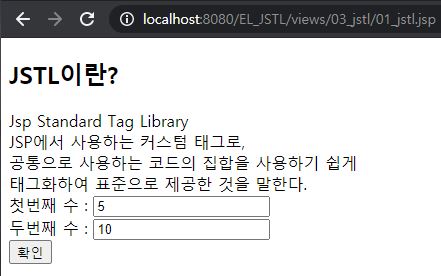 localhost:8080/EL_JSTL/views/03_jstl/01_jstl.jsp
JSTL이란?
Jsp Standard Tag Library
JSP에서 사용하는 커스텀 태그로,
공통으로 사용하는 코드의 집합을 사용하기 쉽게
태그화하여 표준으로 제공한 것을 말한다.
첫번째 수 : 5
두번째 수 : 10
확인